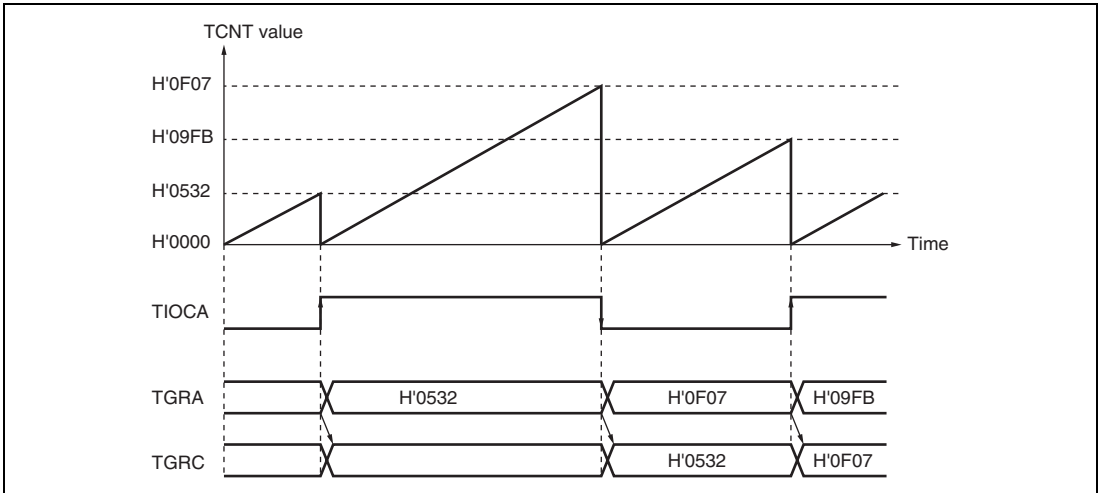 TCNT value
H'0F07
H'09FB
H'0532
H'0000
Time
TIOCA
TGRA H'0532 H'0F07 H'09FB
TGRC H'0532 H'0F07